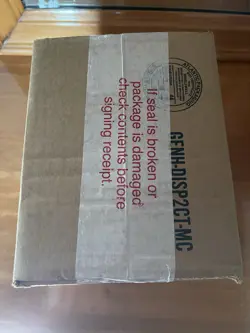 If seal is broken or
package is damaged
check contents before
signing receipt.
GENH-DISP2CT-MC